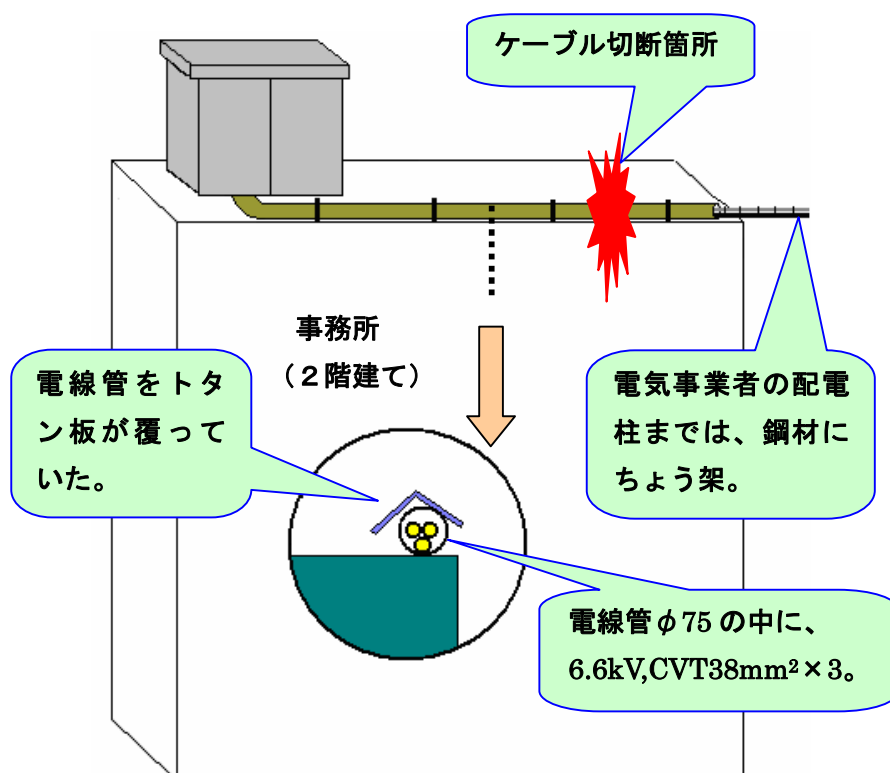 ケーブル切断箇所
事務所
（２階建て）
電線管をトタ
ン板が覆って
いた。
電気事業者の配電
柱までは、鋼材に
ちょう架。
電線管φ75 の中に、
6.6kV,CVT38mm²×3。